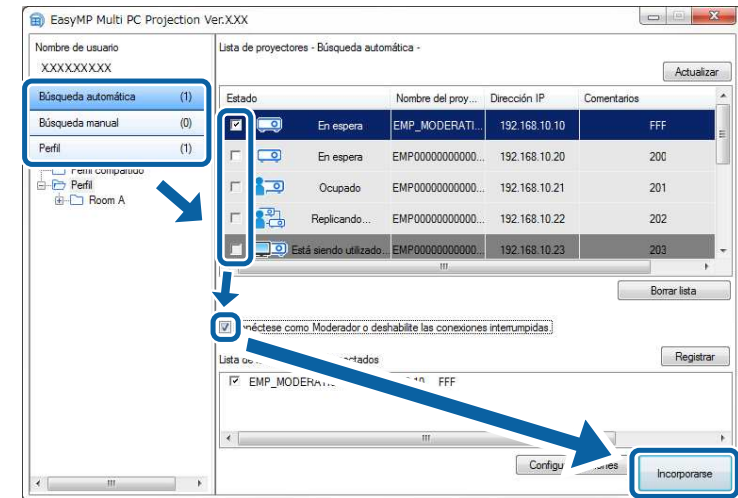 EasyMP Multi PC Projection Ver.X.XX
Nombre de usuario
XXXXXXXXX
Búsqueda automática (1)
Búsqueda manual (0)
Perfil (1)
Perfil compartido
Perfil
Room A
Lista de proyectores - Búsqueda automática -
Actualizar
Estado Nombre del proy... Dirección IP Comentarios
En espera EMP_MODERATI... 192.168.10.10 FFF
En espera EMP00000000000... 192.168.10.20 200
Ocupado EMP00000000000... 192.168.10.21 201
Replicando... EMP00000000000... 192.168.10.22 202
Está siendo utilizado... EMP00000000000... 192.168.10.23 203
Borrar lista
como Moderador o deshabilite las conexiones interrumpidas.
Lista de
Registrar
EMP_MODERA 10 FFF
Incorporarse